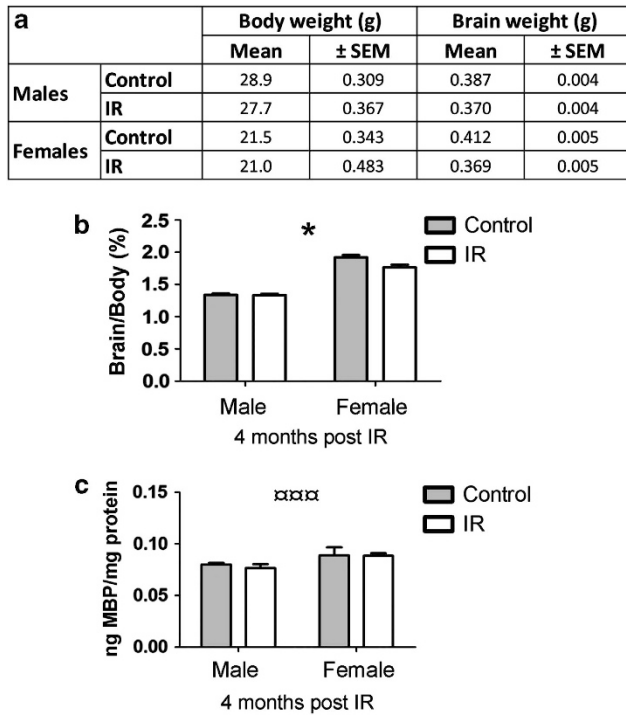 a
Body weight (g) Brain weight (g)
Mean ± SEM Mean ± SEM
Males Control 28.9 0.309 0.387 0.004
IR 27.7 0.367 0.370 0.004
Females Control 21.5 0.343 0.412 0.005
IR 21.0 0.483 0.369 0.005
b
Brain/Body (%)
2.5
2.0
1.5
1.0
0.5
0.0
*
Control
IR
Male Female
4 months post IR
c
ng MBP/mg protein
0.15
0.10
0.05
0.00
¤¤¤
Control
IR
Male Female
4 months post IR